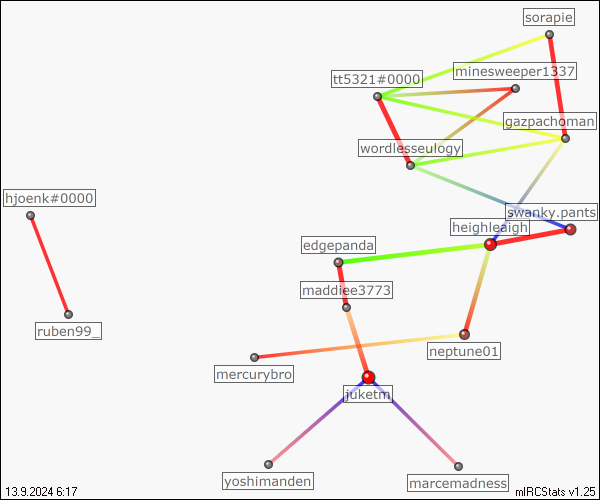 sorapie
minesweeper1337
tt5321#0000
gazpachoman
wordlesseulogy
hjoenk#0000
swanky.pants
heighleaigh
edgepanda
maddiee3773
ruben99_
neptune01
mercurybro
juketm
yoshimanden
marcemadness
13.9.2024 6:17
mIRCStats v1.25